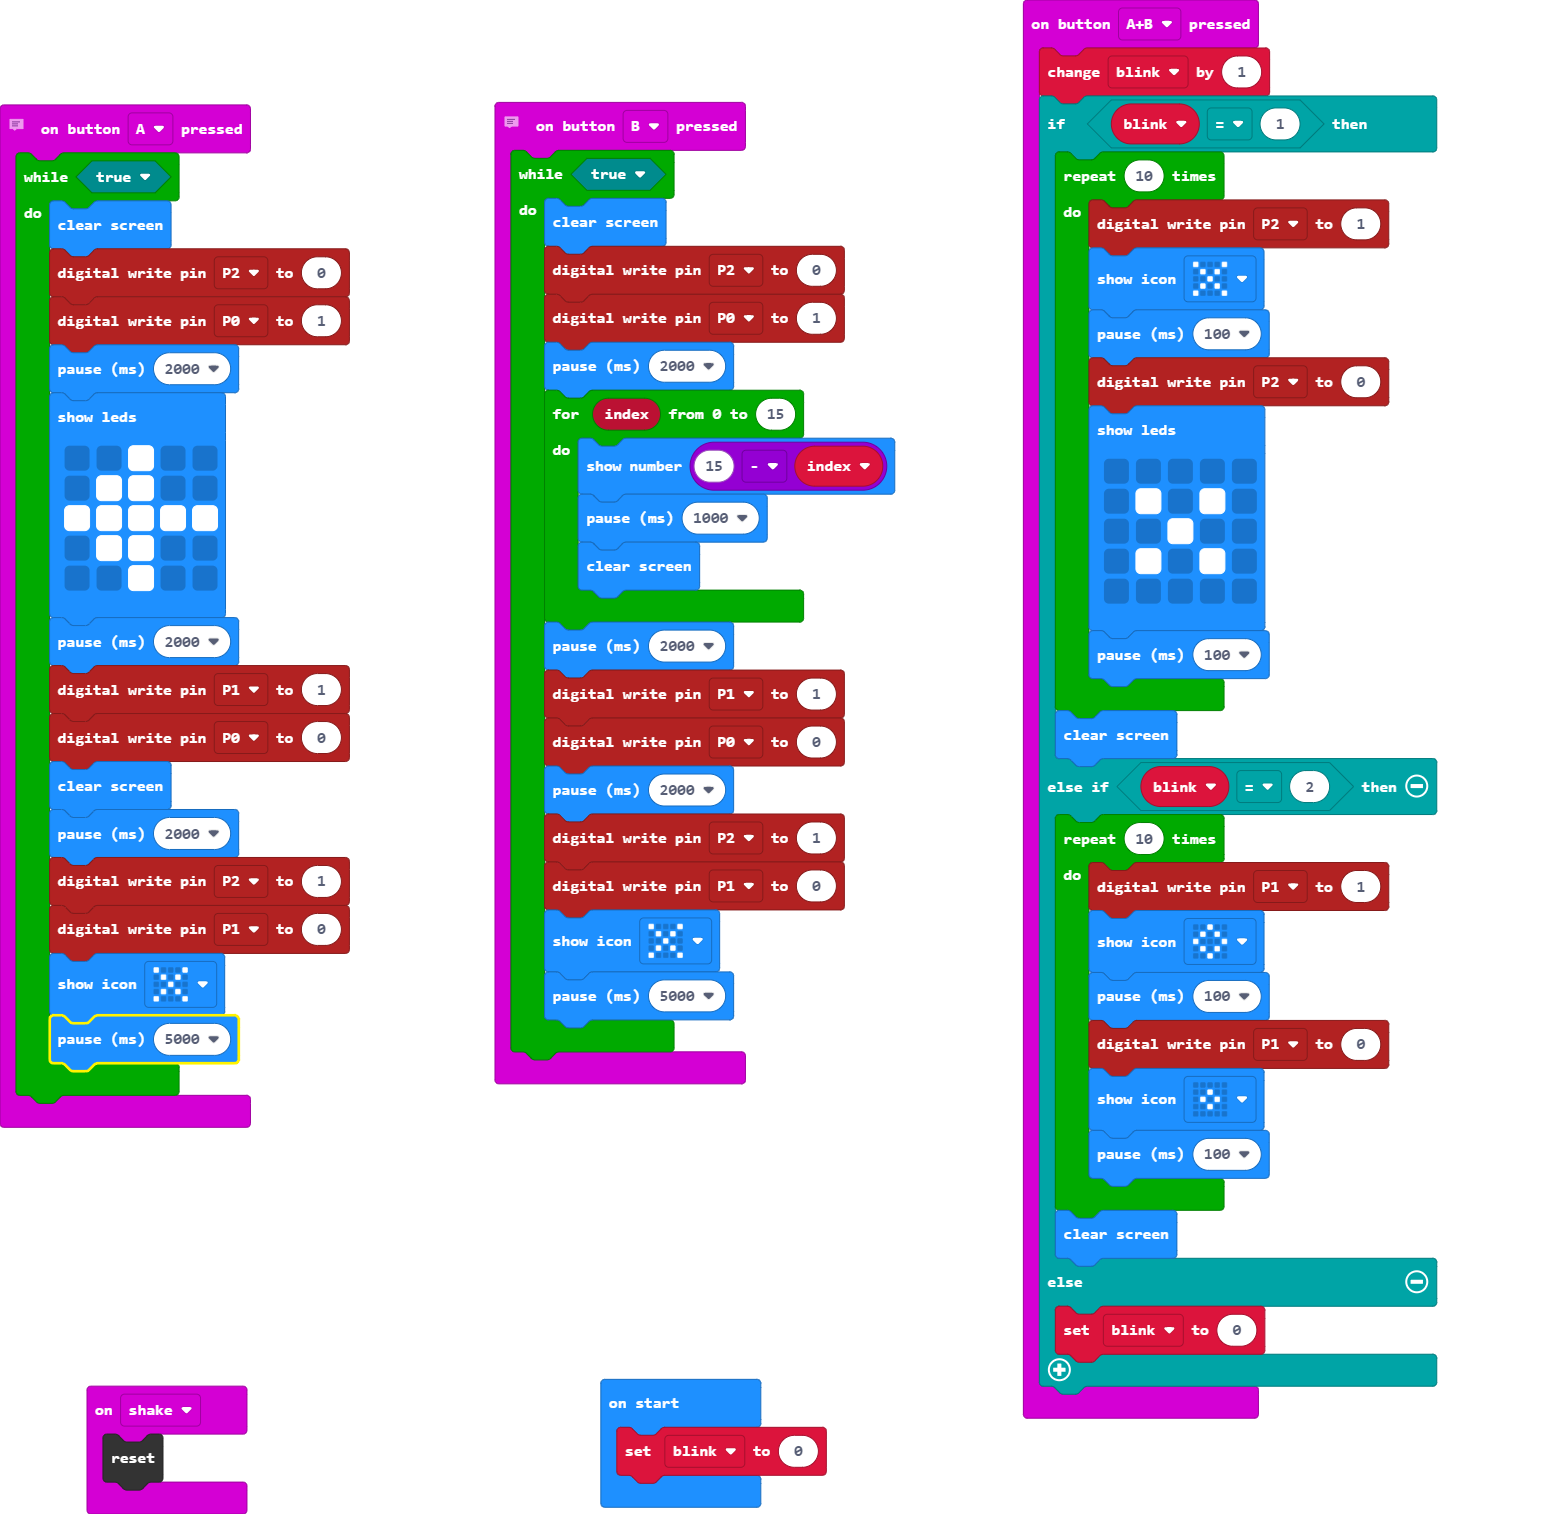 on button A pressed
while true
do
clear screen
digital write pin P2 to 0
digital write pin P0 to 1
pause (ms) 2000
show leds
pause (ms) 2000
digital write pin P1 to 1
digital write pin P0 to 0
clear screen
pause (ms) 2000
digital write pin P2 to 1
digital write pin P1 to 0
show icon
pause (ms) 5000
on button B pressed
while true
do
clear screen
digital write pin P2 to 0
digital write pin P0 to 1
pause (ms) 2000
for index from 0 to 15
do
show number 15 - index
pause (ms) 1000
clear screen
pause (ms) 2000
digital write pin P1 to 1
digital write pin P0 to 0
pause (ms) 2000
digital write pin P2 to 1
digital write pin P1 to 0
show icon
pause (ms) 5000
on button A+B pressed
change blink by 1
if blink = 1 then
repeat 10 times
do
digital write pin P2 to 1
show icon
pause (ms) 100
digital write pin P2 to 0
show leds
pause (ms) 100
clear screen
else if blink = 2 then
repeat 10 times
do
digital write pin P1 to 1
show icon
pause (ms) 100
digital write pin P1 to 0
show icon
pause (ms) 100
clear screen
else
set blink to 0
on shake
reset
on start
set blink to 0